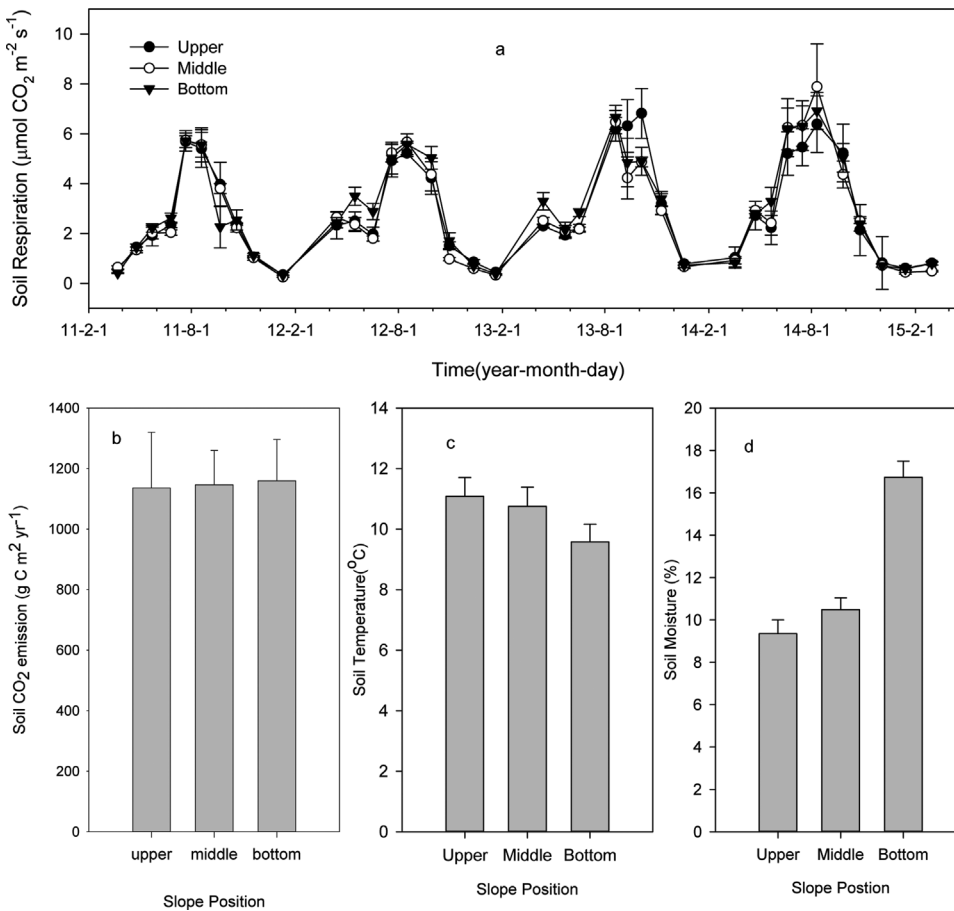 Soil Respiration (μmol CO₂ m⁻² s⁻¹)
10
8
6
4
2
0
Upper
Middle
Bottom
a
11-2-1 11-8-1 12-2-1 12-8-1 13-2-1 13-8-1 14-2-1 14-8-1 15-2-1
Time(year-month-day)
Soil CO₂ emission (g C m² yr⁻¹)
1400
1200
1000
800
600
400
200
0
b
upper middle bottom
Slope Position
Soil Temperature(°C)
14
12
10
8
6
4
2
0
c
Upper Middle Bottom
Slope Position
Soil Moisture (%)
20
18
16
14
12
10
8
6
4
2
0
d
Upper Middle Bottom
Slope Postion